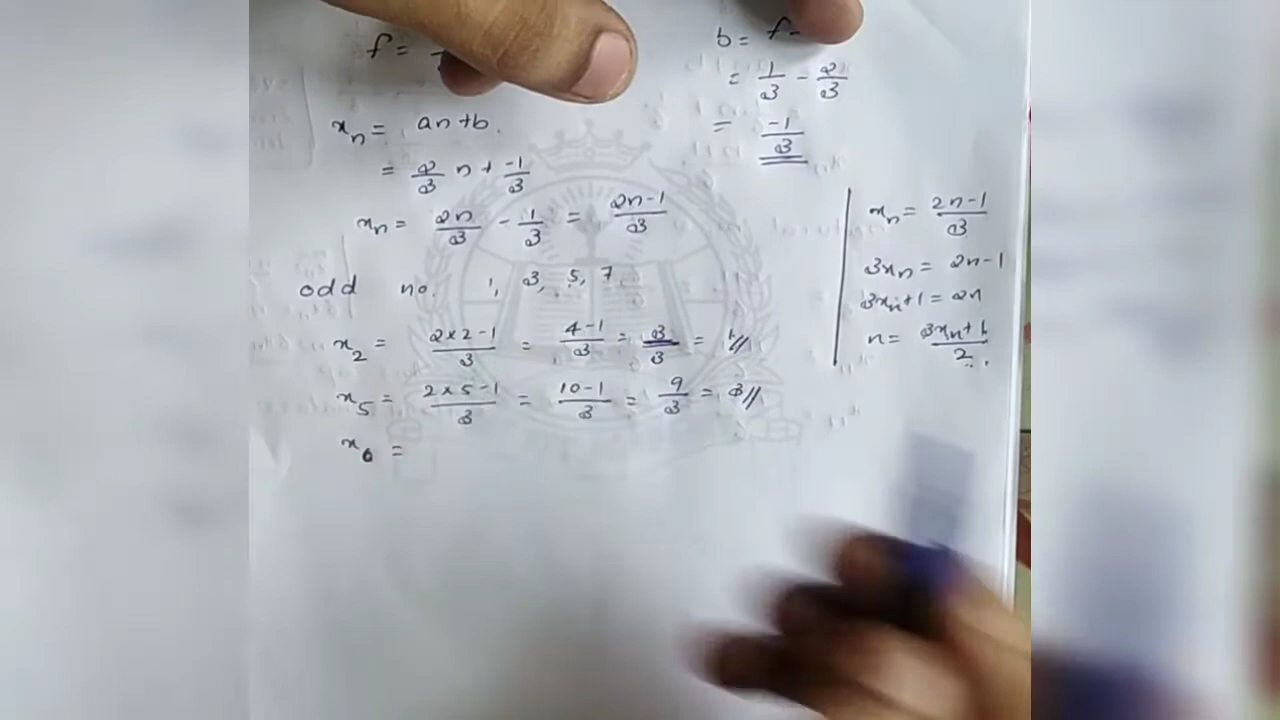 f =
b = f -
= 1/3 - 2/3
= -1/3
xₙ = an + b.
= 2/3 n + -1/3
xₙ = 2n/3 - 1/3 = 2n-1/3
odd no. 1, 3, 5, 7
x₂ = 2×2-1/3 = 4-1/3 = 3/3 = 1//
x₅ = 2×5-1/3 = 10-1/3 = 9/3 = 3//
x₆ =
xₙ = 2n-1/3
3xₙ = 2n-1
3xₙ+1 = 2n
n = 3xₙ+1/2